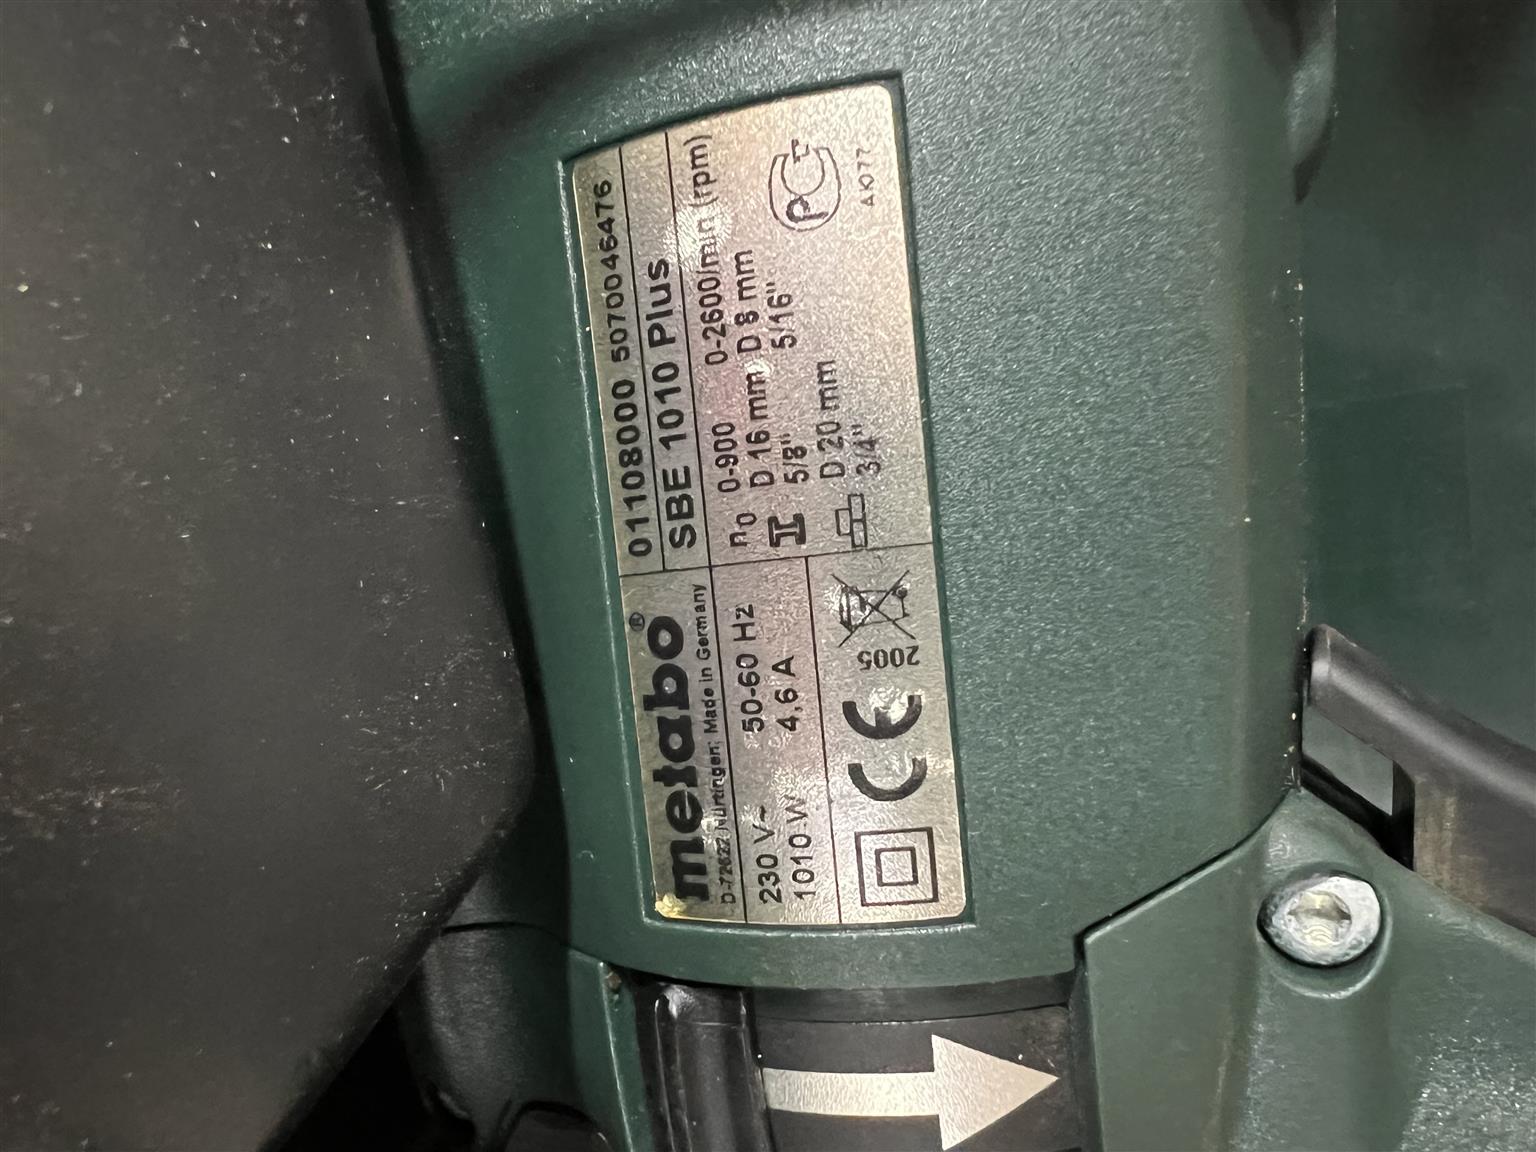 metabo®
D-72622 Nürtingen, Made in Germany
01108000 5070046476
SBE 1010 Plus
230 V~ 50-60 Hz
1010 W 4,6 A
n0 0-900 0-2600/min (rpm)
D 16 mm D 8 mm
5/8" 5/16"
D 20 mm
3/4"
CE
2005
PCT